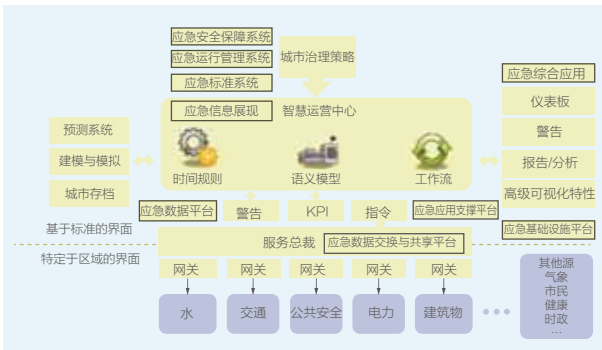 应急安全保障系统
应急运行管理系统
城市治理策略
应急标准系统
应急信息展现
智慧运营中心
应急综合应用
仪表板
警告
报告/分析
高级可视化特性
预测系统
建模与模拟
城市存档
时间规则
语义模型
工作流
应急数据平台
警告
KPI
指令
应急应用支撑平台
应急基础设施平台
基于标准的界面
服务总裁
应急数据交换与共享平台
特定于区域的界面
网关
网关
网关
网关
网关
水
交通
公共安全
电力
建筑物
其他源
气象
市民
健康
时政
…